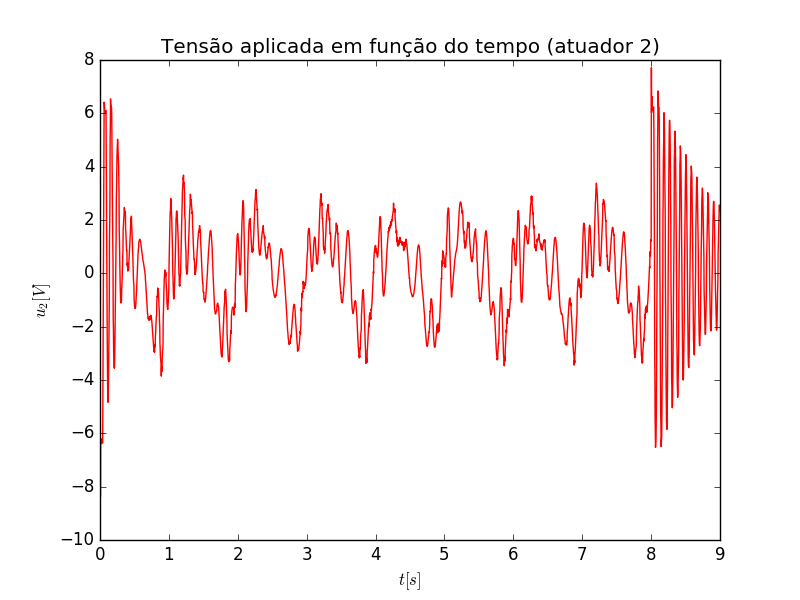 Tensão aplicada em função do tempo (atuador 2)
8
6
4
2
0
−2
−4
−6
−8
−10
u₂[V]
0 1 2 3 4 5 6 7 8 9
t[s]